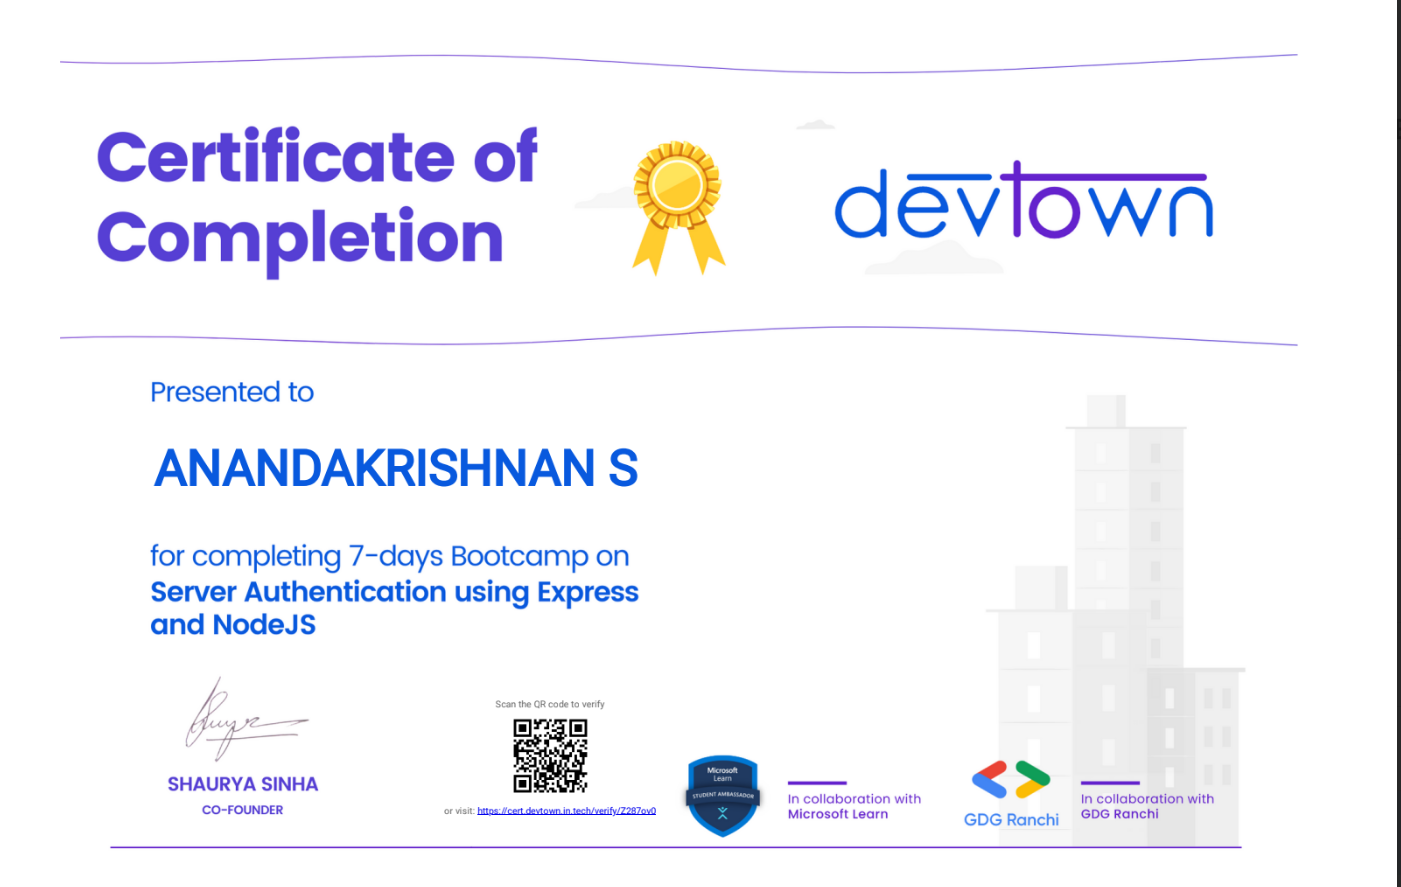 Certificate of
Completion
devtown
Presented to
ANANDAKRISHNAN S
for completing 7-days Bootcamp on
Server Authentication using Express
and NodeJS
SHAURYA SINHA
CO-FOUNDER
Scan the QR code to verify
or visit: https://cert.devtown.in.tech/verify/Z287ov0
Microsoft
Learn
STUDENT AMBASSADOR
In collaboration with
Microsoft Learn
GDG Ranchi
In collaboration with
GDG Ranchi